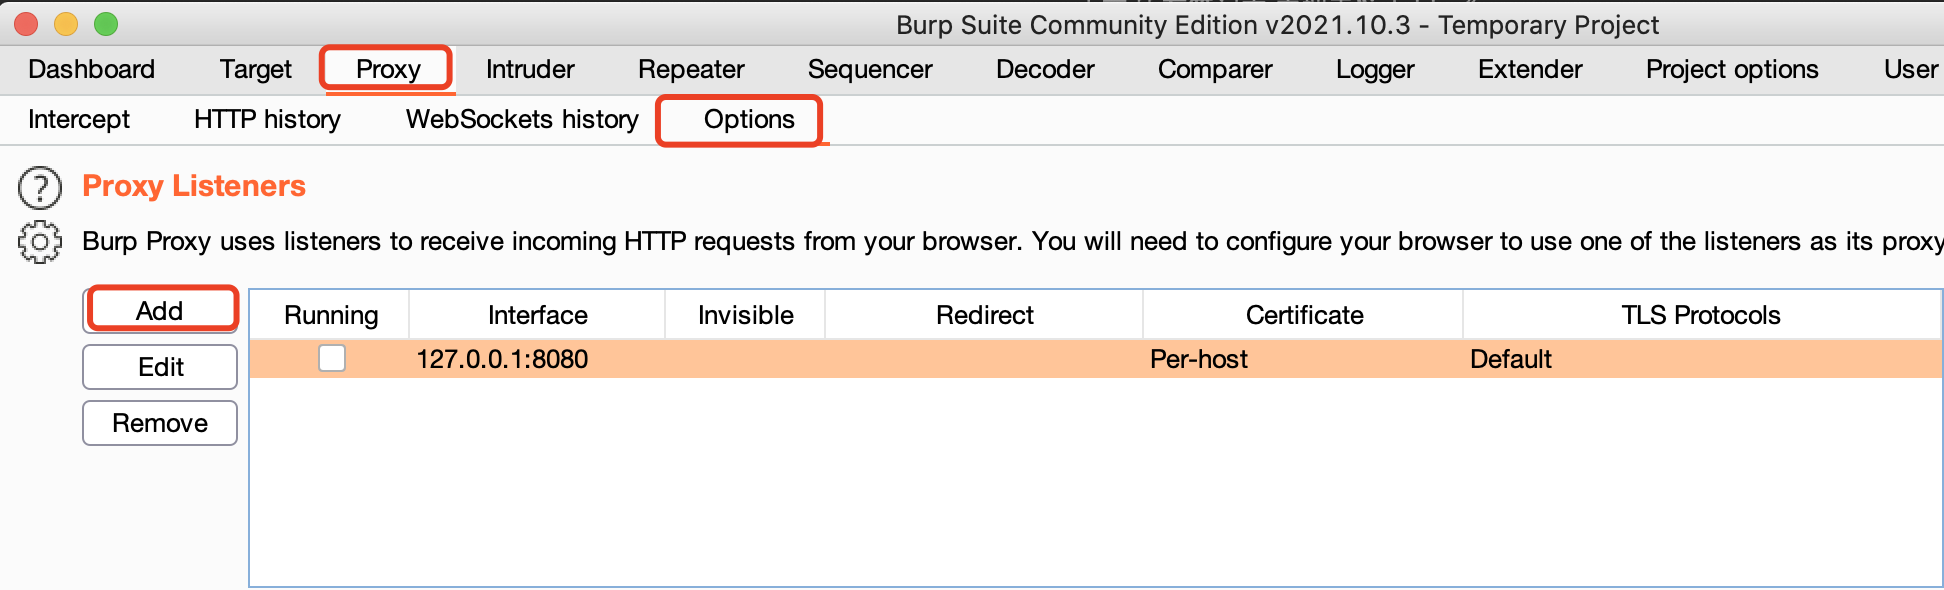 Burp Suite Community Edition v2021.10.3 - Temporary Project
Dashboard Target Proxy Intruder Repeater Sequencer Decoder Comparer Logger Extender Project options User
Intercept HTTP history WebSockets history Options
? Proxy Listeners
Burp Proxy uses listeners to receive incoming HTTP requests from your browser. You will need to configure your browser to use one of the listeners as its proxy
Add
Edit
Remove
Running Interface Invisible Redirect Certificate TLS Protocols
127.0.0.1:8080 Per-host Default